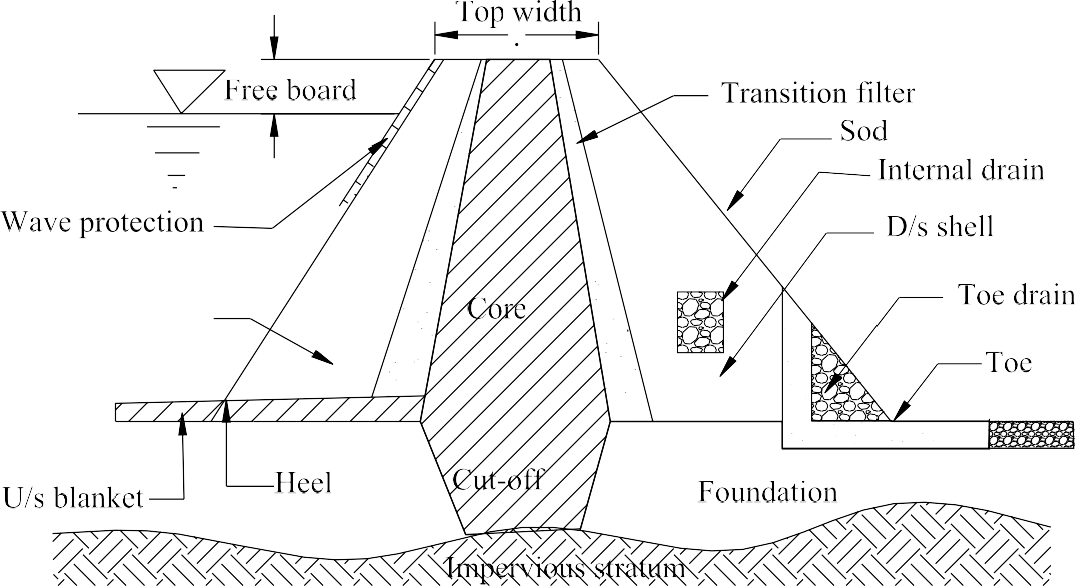 Top width
Free board
Transition filter
Sod
Internal drain
Wave protection
D/s shell
Core
Toe drain
Toe
U/s blanket
Heel
Cut-off
Foundation
Impervious stratum